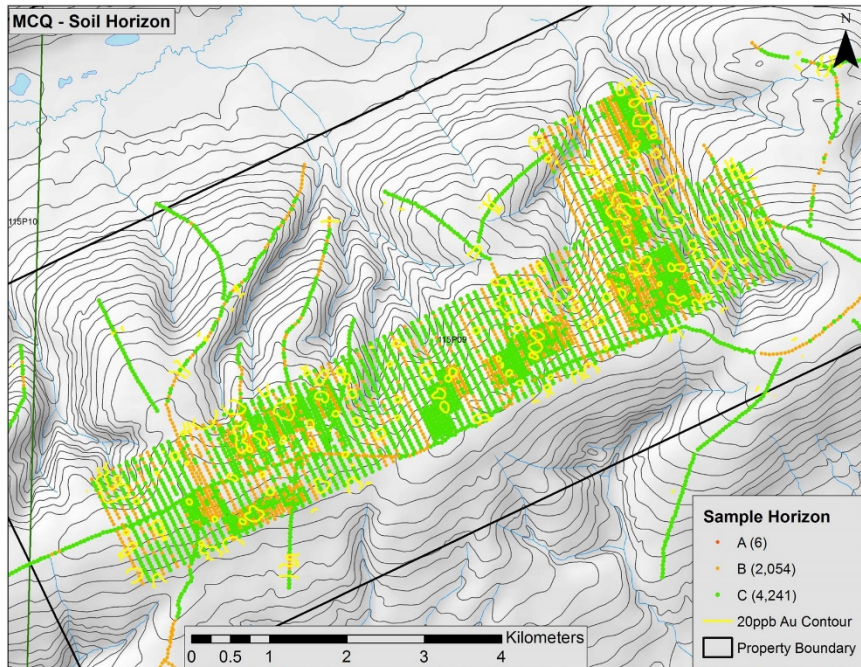 MCQ - Soil Horizon
N
115P10
115P09
Sample Horizon
A (6)
B (2,054)
C (4,241)
20ppb Au Contour
Property Boundary
Kilometers
0 0.5 1 2 3 4